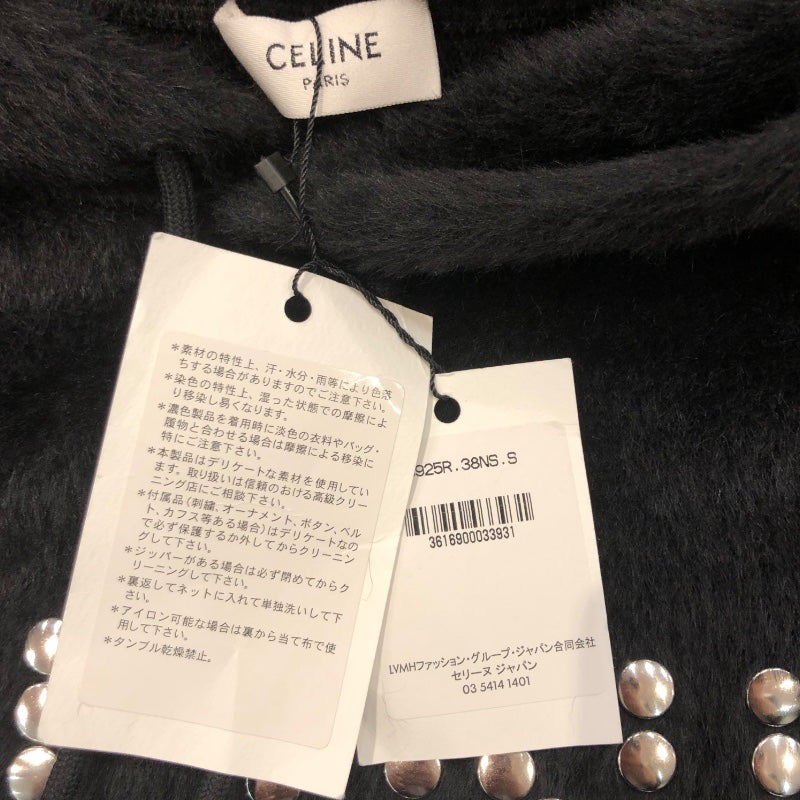 CELINE
PARIS
*素材の特性上、汗・水分・雨等により色落
ちする場合がありますのでご注意下さい。
*染色の特性上、湿った状態での摩擦によ
り移染し易くなります。
*濃色製品を着用時に淡色の衣料やバッグ・
履物と合わせる場合は摩擦による移染に
特にご注意下さい。
*本製品はデリケートな素材を使用してい
ます。取り扱いは信頼のおける高級クリー
ニング店にご相談下さい。
*付属品(刺繍、オーナメント、ボタン、ベル
ト、カフス等ある場合)はデリケートなの
で必ず保護するか外してからクリーニン
グして下さい。
*ジッパーがある場合は必ず閉めてからク
リーニングして下さい。
*裏返してネットに入れて単独洗いして下
さい。
*アイロン可能な場合は裏から当て布で使
用して下さい。
*タンブル乾燥禁止。
925R.38NS.S
3616900033931
LVMHファッション・グループ・ジャパン合同会社
セリーヌ ジャパン
03 5414 1401